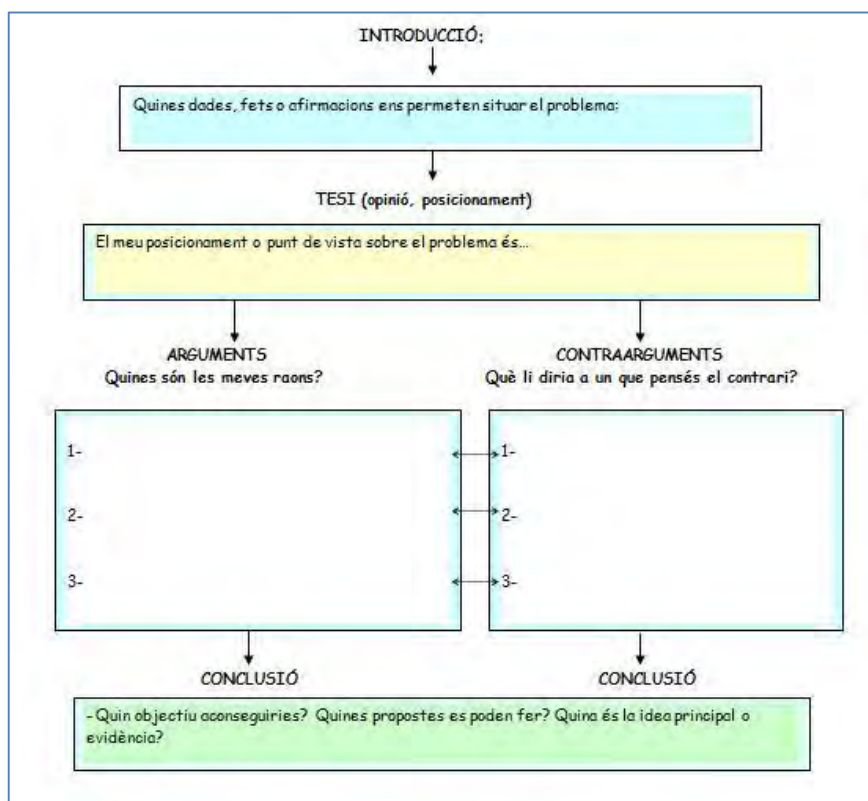 INTRODUCCIÓ;
Quines dades, fets o afirmacions ens permeten situar el problema:
TESI (opinió, posicionament)
El meu posicionament o punt de vista sobre el problema és...
ARGUMENTS
Quines són les meves raons?
CONTRAARGUMENTS
Què li diria a un que pensés el contrari?
1-
2-
3-
1-
2-
3-
CONCLUSIÓ
CONCLUSIÓ
- Quin objectiu aconseguiries? Quines propostes es poden fer? Quina és la idea principal o
evidència?